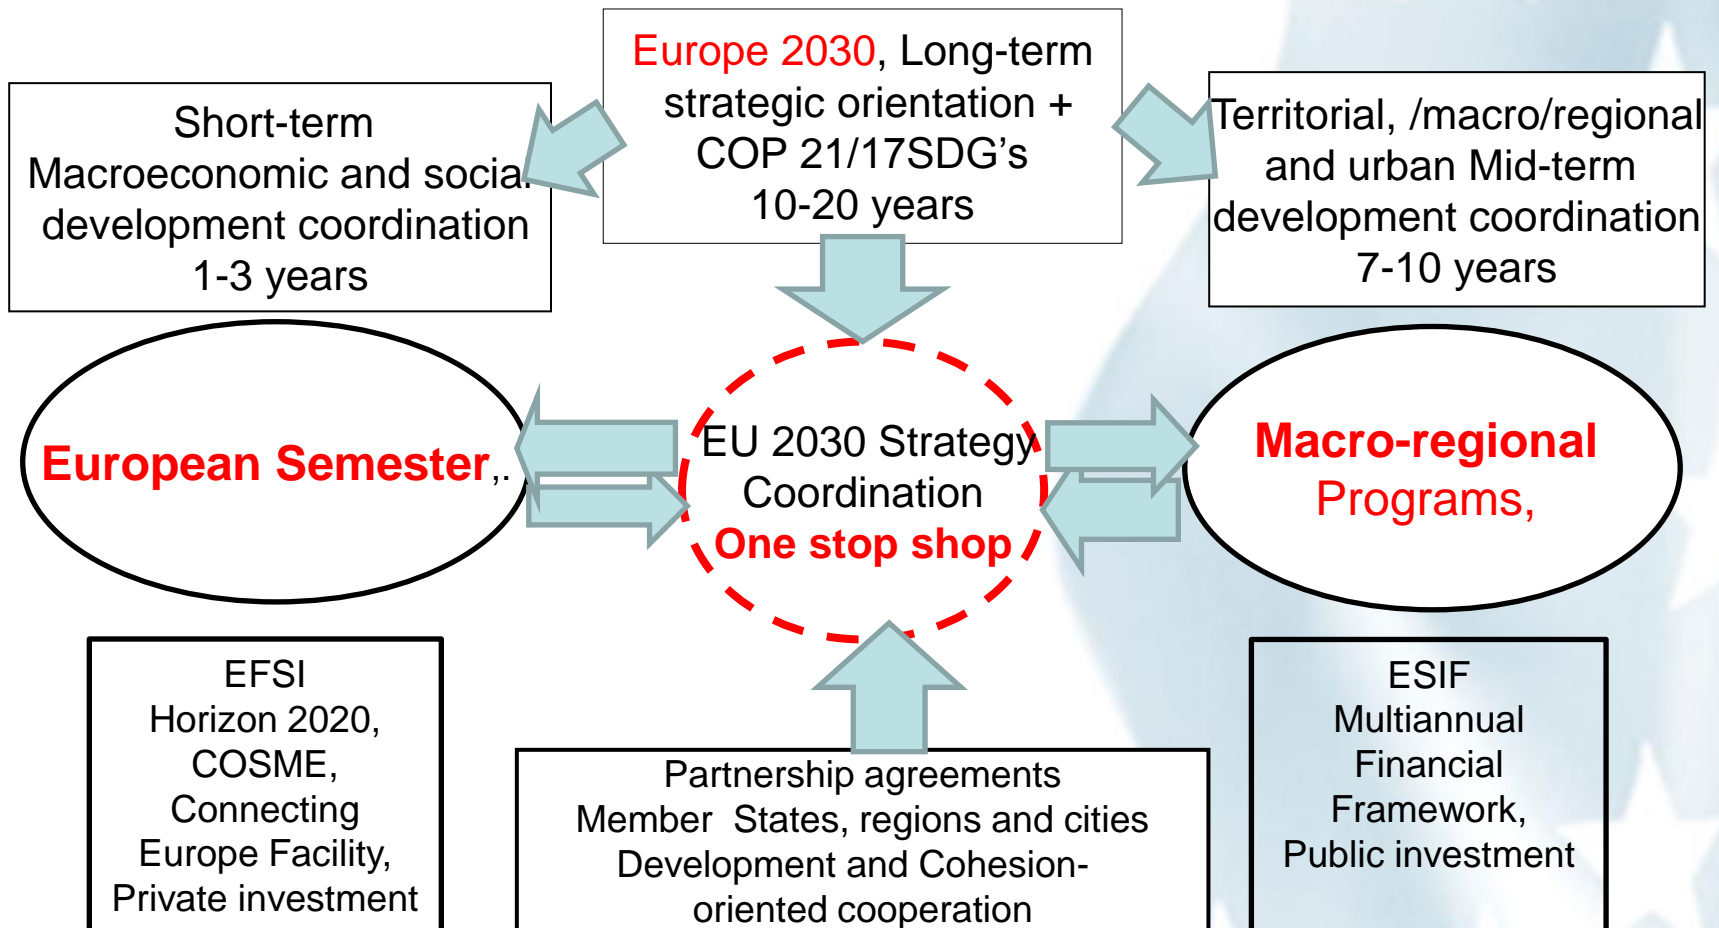 Europe 2030, Long-term
strategic orientation +
COP 21/17SDG’s
10-20 years
Short-term
Macroeconomic and social
development coordination
1-3 years
Territorial, /macro/regional
and urban Mid-term
development coordination
7-10 years
European Semester,.
EU 2030 Strategy
Coordination
One stop shop
Macro-regional
Programs,
EFSI
Horizon 2020,
COSME,
Connecting
Europe Facility,
Private investment
Partnership agreements
Member States, regions and cities
Development and Cohesion-
oriented cooperation
ESIF
Multiannual
Financial
Framework,
Public investment